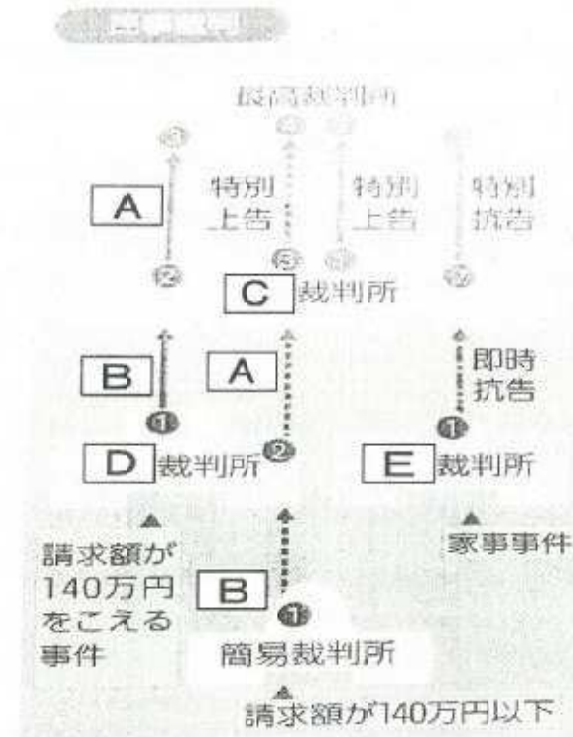 最高裁判所
A
特別
上告
特別
上告
特別
抗告
C 裁判所
B
A
即時
抗告
D 裁判所
E 裁判所
請求額が
140万円
をこえる
事件
家事事件
B
簡易裁判所
請求額が140万円以下